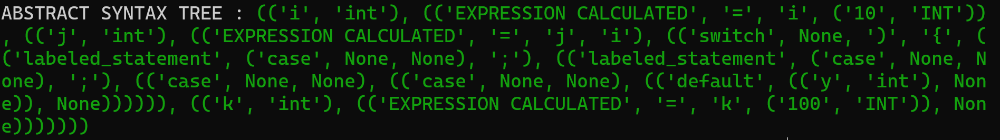 ABSTRACT SYNTAX TREE : (('i', 'int'), (('EXPRESSION CALCULATED', '=', 'i', ('10', 'INT'))
, (('j', 'int'), (('EXPRESSION CALCULATED', '=', 'j', 'i'), (('switch', None, ')', '{', (
('labeled_statement', ('case', None, None), ';'), (('labeled_statement', ('case', None, N
one), ';'), (('case', None, None), (('case', None, None), (('default', (('y', 'int'), Non
e)), None)))))), (('k', 'int'), (('EXPRESSION CALCULATED', '=', 'k', ('100', 'INT')), Non
e)))))))